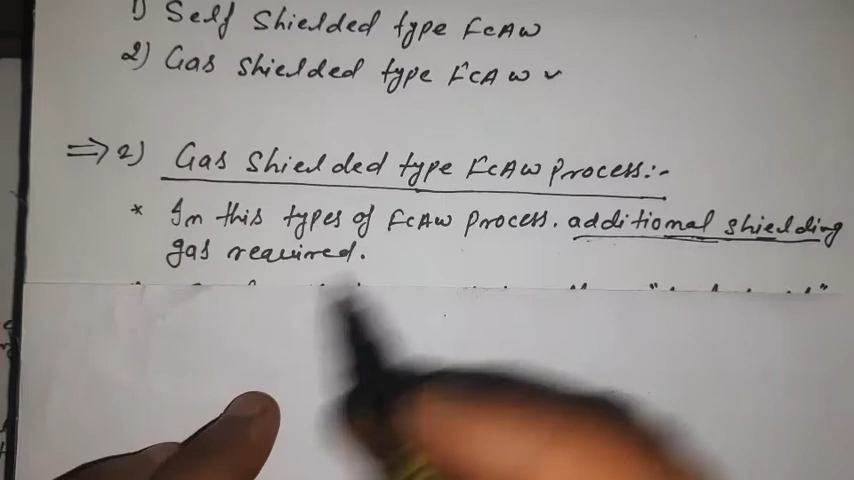 1) Self Shielded type FCAW
2) Gas Shielded type FCAW ✓
⇒ 2) Gas Shielded type FCAW Process:-
* In this types of FCAW Process. additional shielding
gas required.